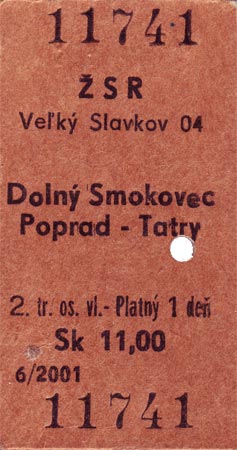 11741
ŽSR
Veľký Slavkov 04
Dolný Smokovec
Poprad - Tatry
2. tr. os. vl.- Platný 1 deň
Sk 11,00
6/2001
11741